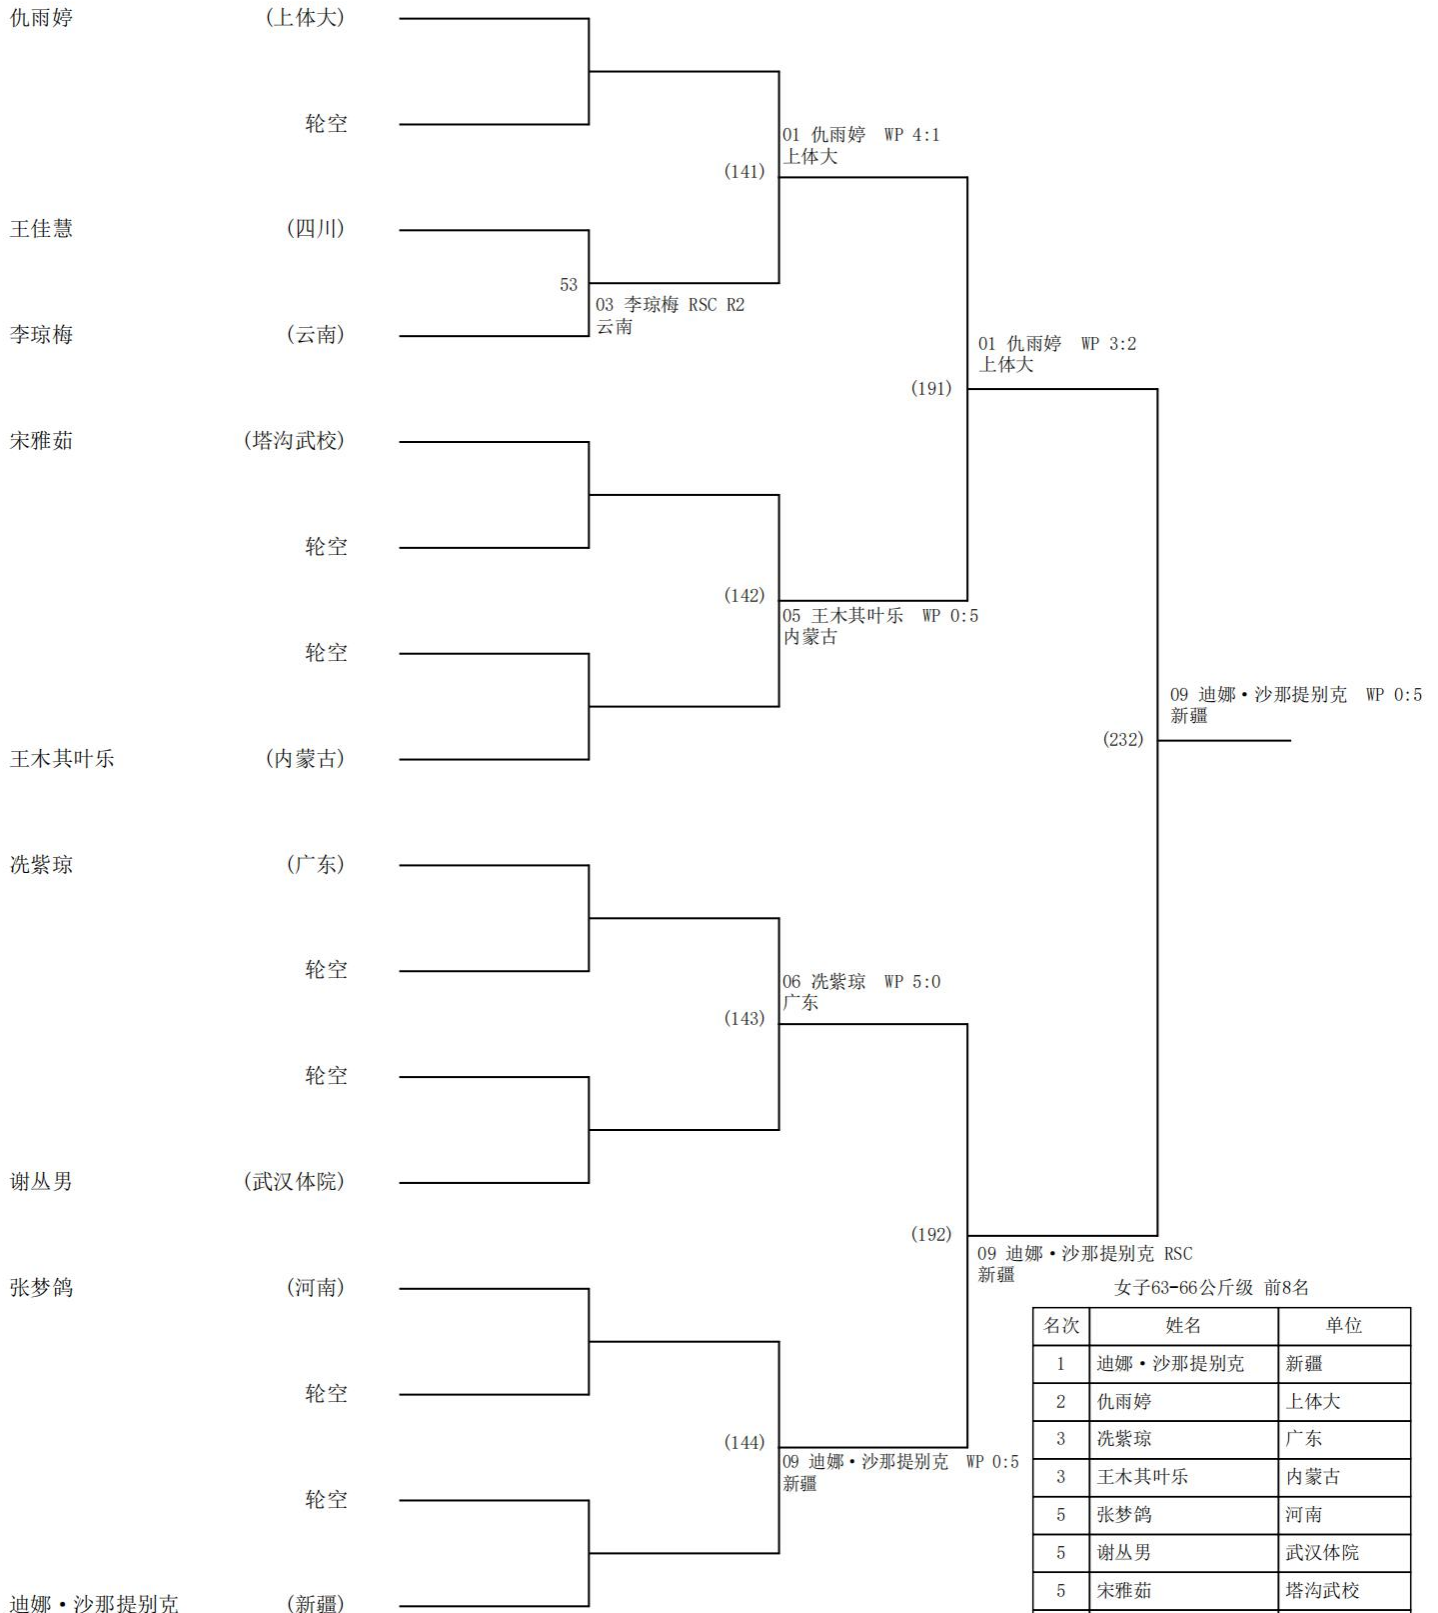 仇雨婷 (上体大)
轮空
01 仇雨婷 WP 4:1
上体大
(141)
王佳慧 (四川)
53
03 李琼梅 RSC R2
云南
李琼梅 (云南)
01 仇雨婷 WP 3:2
上体大
(191)
宋雅茹 (塔沟武校)
轮空
(142)
05 王木其叶乐 WP 0:5
内蒙古
轮空
09 迪娜·沙那提别克 WP 0:5
新疆
(232)
王木其叶乐 (内蒙古)
冼紫琼 (广东)
轮空
06 冼紫琼 WP 5:0
广东
(143)
轮空
谢丛男 (武汉体院)
(192)
09 迪娜·沙那提别克 RSC
新疆
张梦鸽 (河南)
轮空
(144)
09 迪娜·沙那提别克 WP 0:5
新疆
轮空
迪娜·沙那提别克 (新疆)
女子63-66公斤级 前8名
名次 姓名 单位
1 迪娜·沙那提别克 新疆
2 仇雨婷 上体大
3 冼紫琼 广东
3 王木其叶乐 内蒙古
5 张梦鸽 河南
5 谢丛男 武汉体院
5 宋雅茹 塔沟武校